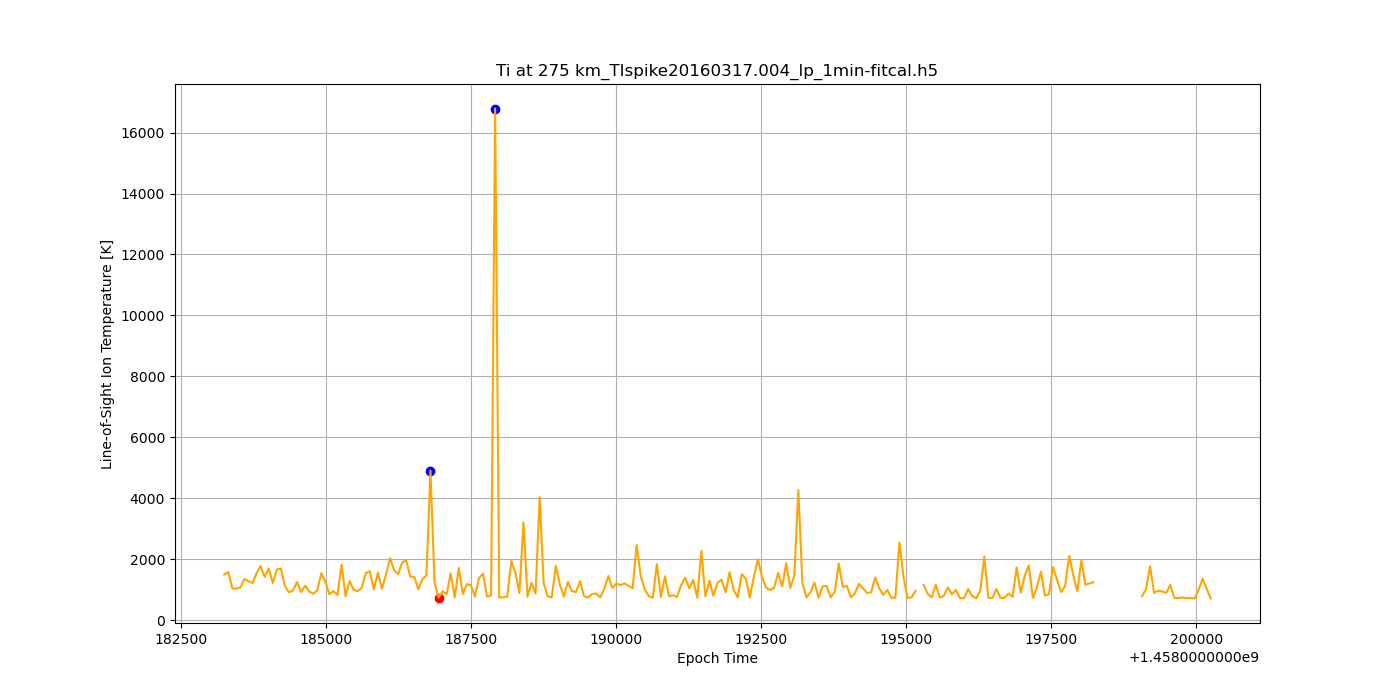 Ti at 275 km_TIspike20160317.004_lp_1min-fitcal.h5
Line-of-Sight Ion Temperature [K]
16000
14000
12000
10000
8000
6000
4000
2000
0
182500 185000 187500 190000 192500 195000 197500 200000
Epoch Time
+1.4580000000e9